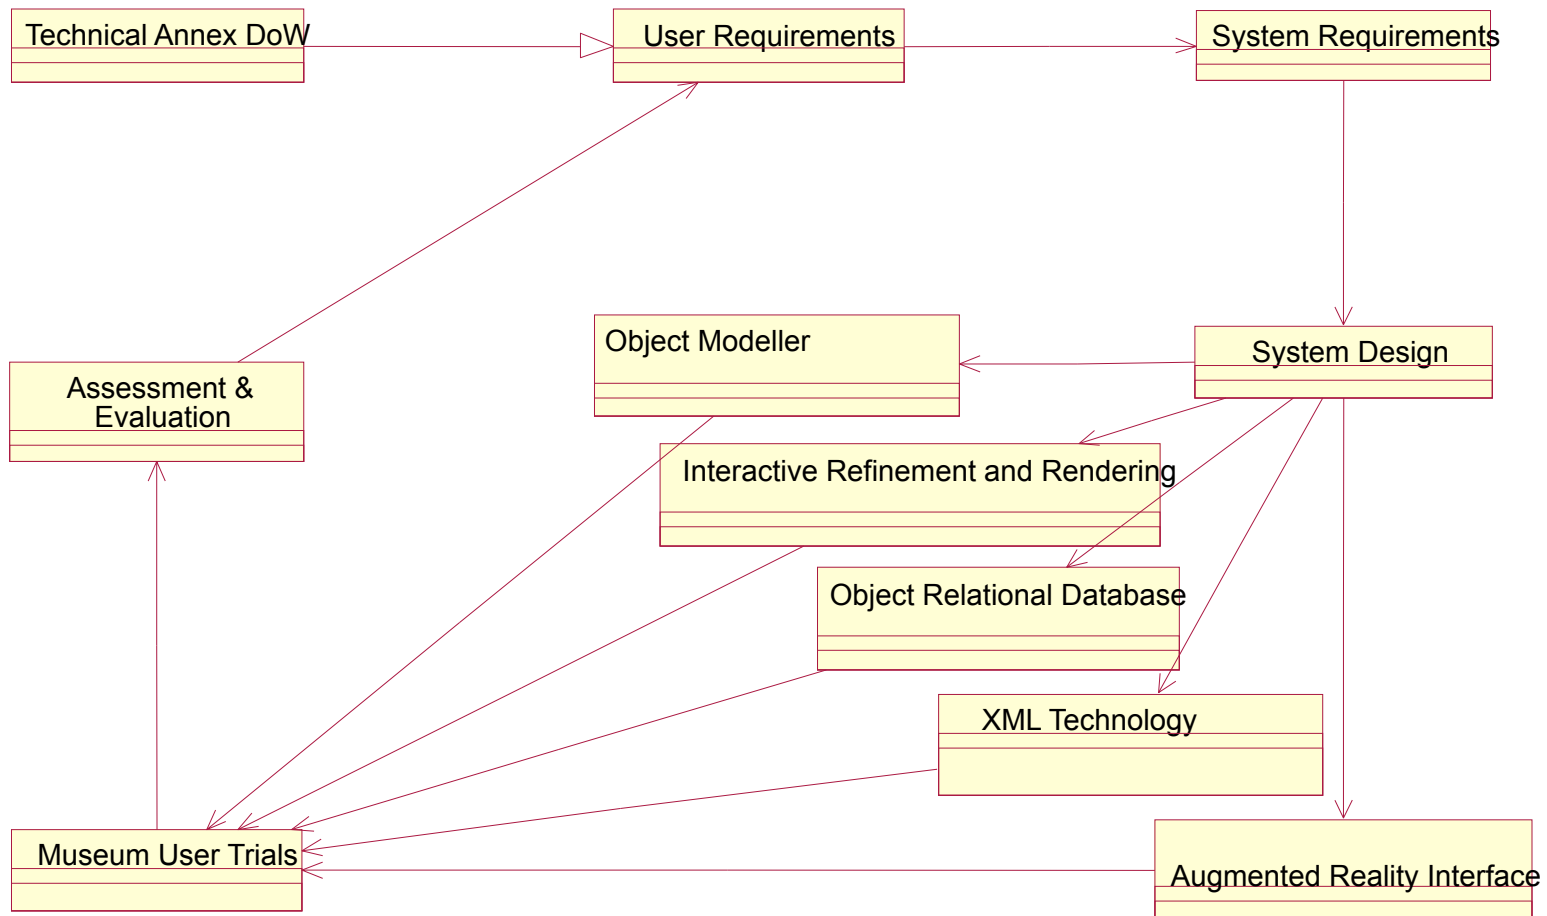 Technical Annex DoW
User Requirements
System Requirements
Object Modeller
System Design
Assessment &
Evaluation
Interactive Refinement and Rendering
Object Relational Database
XML Technology
Museum User Trials
Augmented Reality Interface